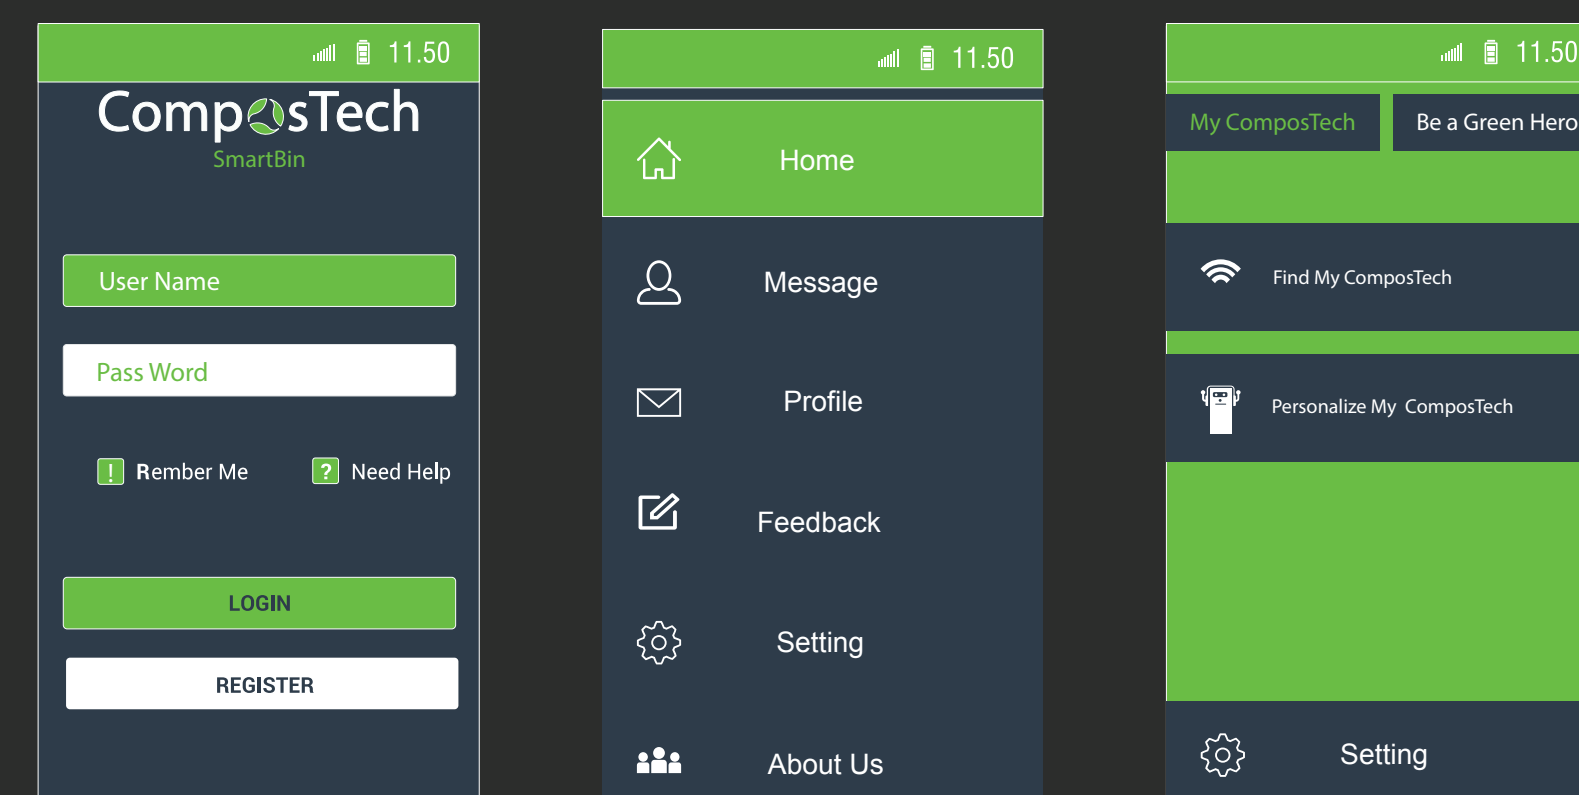 11.50
ComposTech
SmartBin
User Name
Pass Word
! Rember Me
? Need Help
LOGIN
REGISTER
11.50
Home
Message
Profile
Feedback
Setting
About Us
11.50
My ComposTech
Be a Green Hero
Find My ComposTech
Personalize My ComposTech
Setting